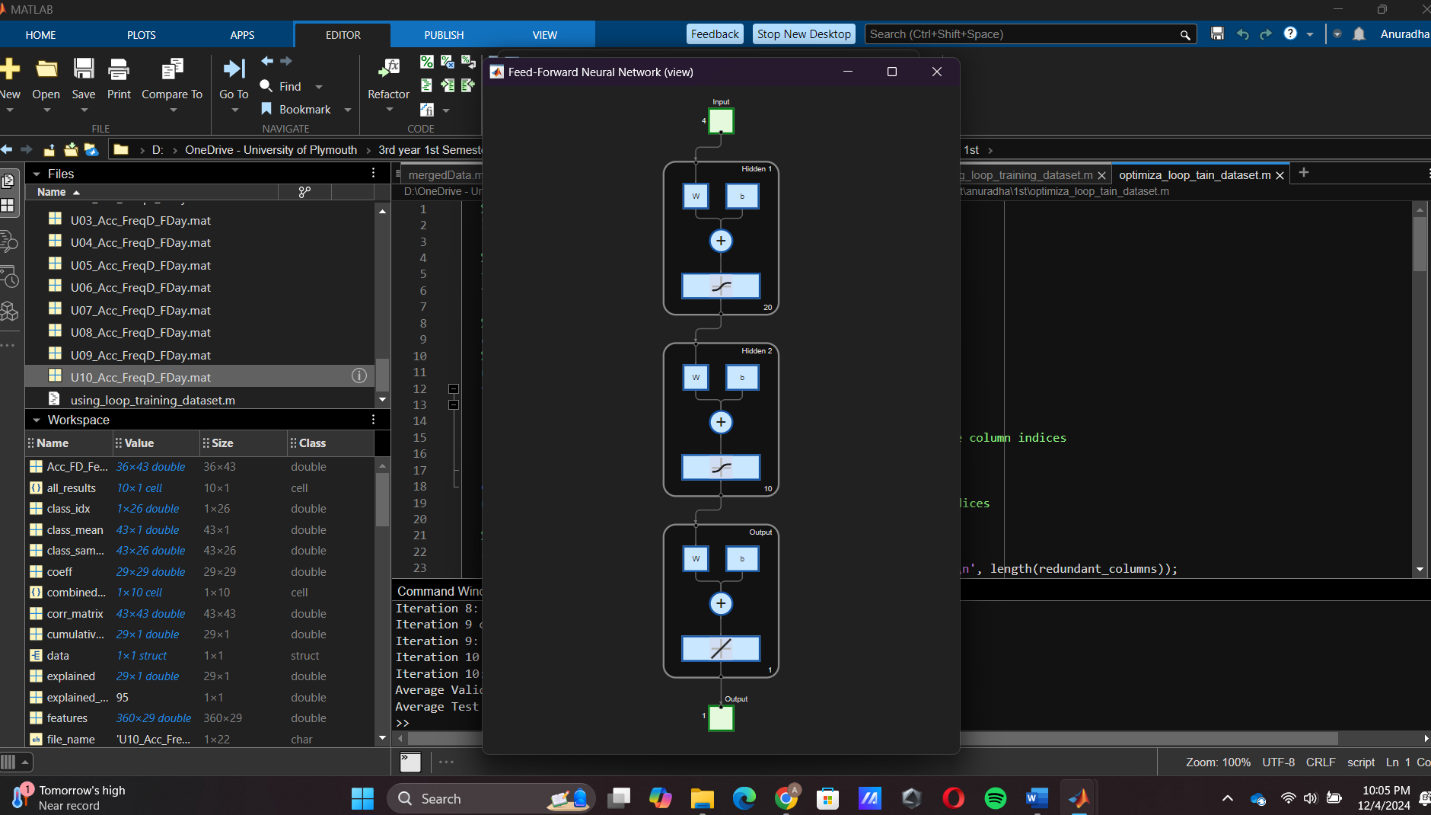 MATLAB
HOME PLOTS APPS EDITOR PUBLISH VIEW Feedback Stop New Desktop Search (Ctrl+Shift+Space) Anuradha
New Open Save Print Compare To Go To Find Bookmark Refactor
FILE NAVIGATE CODE
D: OneDrive - University of Plymouth 3rd year 1st Semest 1st
Files
Name
U03_Acc_FreqD_FDay.mat
U04_Acc_FreqD_FDay.mat
U05_Acc_FreqD_FDay.mat
U06_Acc_FreqD_FDay.mat
U07_Acc_FreqD_FDay.mat
U08_Acc_FreqD_FDay.mat
U09_Acc_FreqD_FDay.mat
U10_Acc_FreqD_FDay.mat
using_loop_training_dataset.m
Workspace
Name Value Size Class
Acc_FD_Fe... 36×43 double 36×43 double
all_results 10×1 cell 10×1 cell
class_idx 1×26 double 1×26 double
class_mean 43×1 double 43×1 double
class_sam... 43×26 double 43×26 double
coeff 29×29 double 29×29 double
combined... 1×10 cell 1×10 cell
corr_matrix 43×43 double 43×43 double
cumulativ... 29×1 double 29×1 double
data 1×1 struct 1×1 struct
explained 29×1 double 29×1 double
explained_... 95 1×1 double
features 360×29 double 360×29 double
file_name 'U10_Acc_Fre... 1×22 char
mergedData.m g_loop_training_dataset.m optimiza_loop_tain_dataset.m
D:\OneDrive - Un t\anuradha\1st\optimiza_loop_tain_dataset.m
1
2
3
4
5
6
7
8
9
10
11
12
13
14
15 e column indices
16
17
18
19 dices
20
21
22
23 \n', length(redundant_columns));
Command Wind
Iteration 8:
Iteration 9 c
Iteration 9:
Iteration 10
Iteration 10:
Average Valid
Average Test
>>
Feed-Forward Neural Network (view)
Input
4
Hidden 1
W b
+
20
Hidden 2
W b
+
10
Output
W b
+
1
Output
1
Zoom: 100% UTF-8 CRLF script Ln 1 Co
1
Tomorrow's high
Near record
Search
10:05 PM
12/4/2024